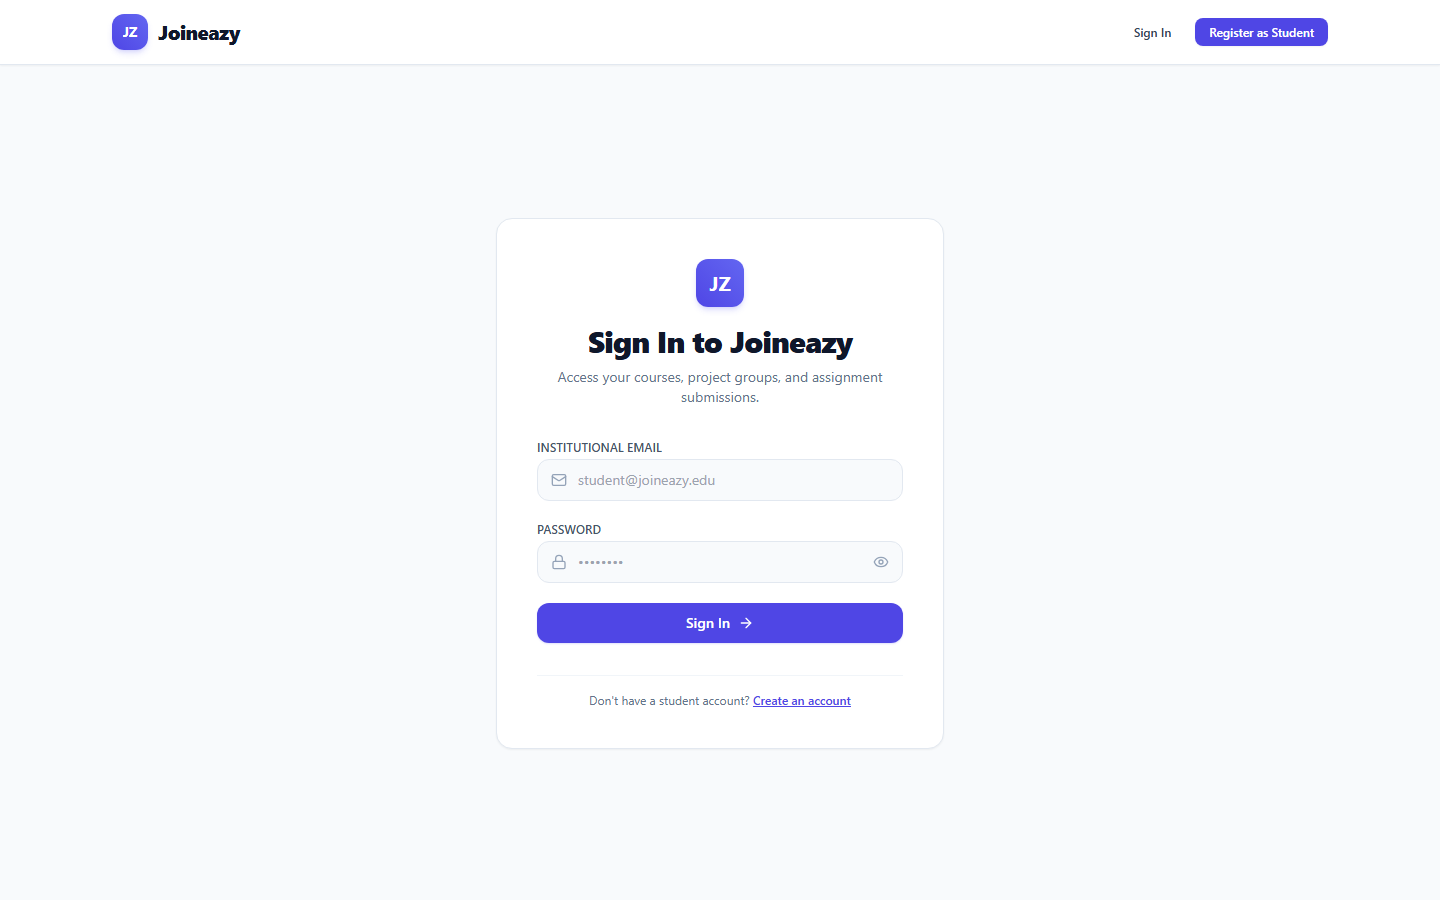 JZ Joineazy Sign In Register as Student
JZ
Sign In to Joineazy
Access your courses, project groups, and assignment
submissions.
INSTITUTIONAL EMAIL
student@joineazy.edu
PASSWORD
••••••••
Sign In →
Don't have a student account? Create an account